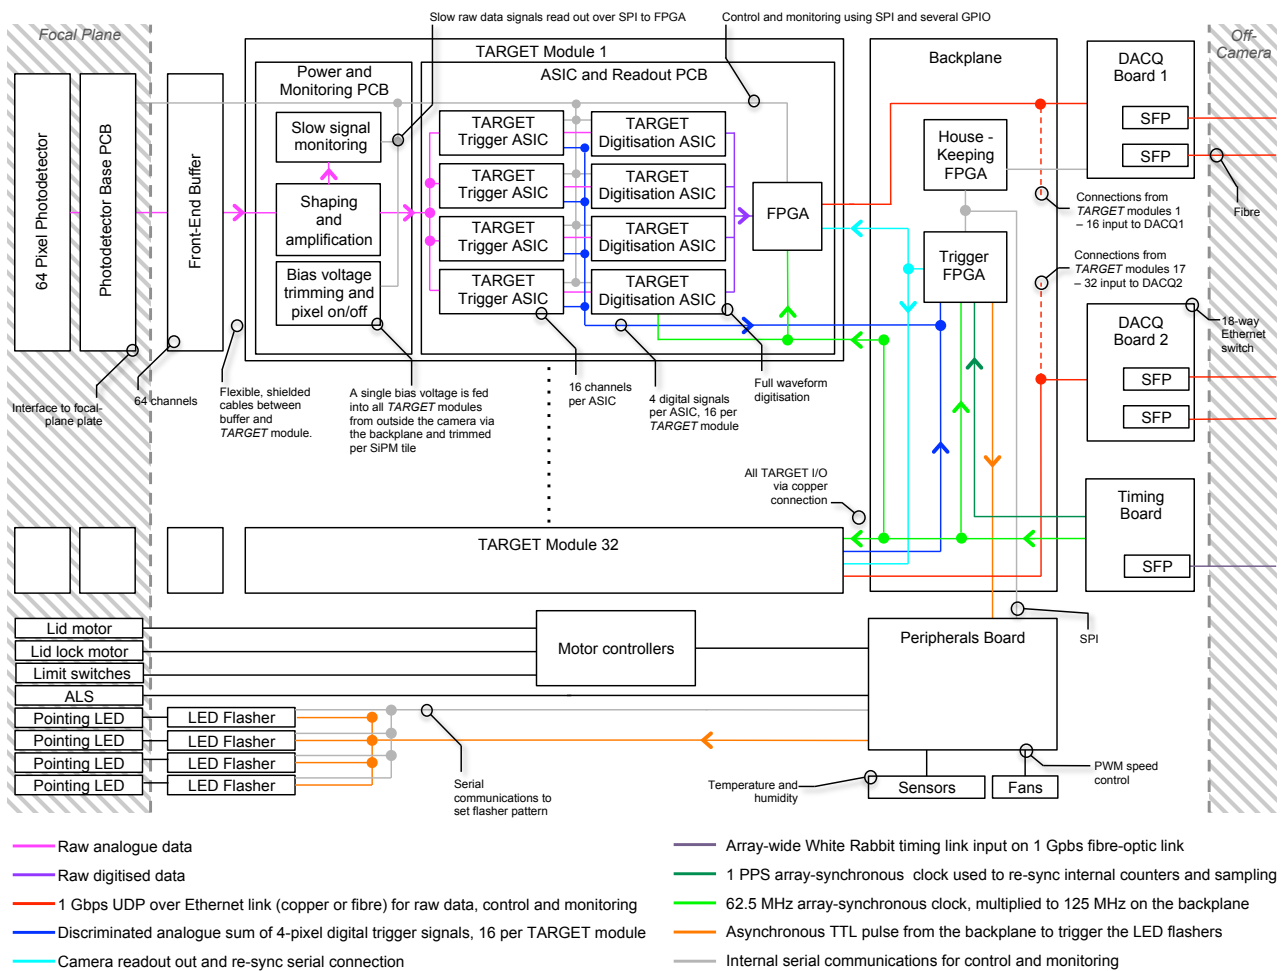 Slow raw data signals read out over SPI to FPGA
Control and monitoring using SPI and several GPIO
Focal Plane
Off-
Camera
TARGET Module 1
Power and
Monitoring PCB
ASIC and Readout PCB
Backplane
DACQ
Board 1
SFP
SFP
64 Pixel Photodetector
Photodetector Base PCB
Front-End Buffer
Slow signal
monitoring
Shaping
and
amplification
Bias voltage
trimming and
pixel on/off
TARGET
Trigger ASIC
TARGET
Digitisation ASIC
TARGET
Trigger ASIC
TARGET
Digitisation ASIC
TARGET
Trigger ASIC
TARGET
Digitisation ASIC
TARGET
Trigger ASIC
TARGET
Digitisation ASIC
FPGA
House -
Keeping
FPGA
Trigger
FPGA
Connections from
TARGET modules 1
– 16 input to DACQ1
Fibre
Connections from
TARGET modules 17
– 32 input to DACQ2
DACQ
Board 2
SFP
SFP
18-way
Ethernet
switch
Interface to focal-
plane plate
64 channels
Flexible, shielded
cables between
buffer and
TARGET module.
A single bias voltage is fed
into all TARGET modules
from outside the camera via
the backplane and trimmed
per SiPM tile
16 channels
per ASIC
4 digital signals
per ASIC, 16 per
TARGET module
Full waveform
digitisation
All TARGET I/O
via copper
connection
Timing
Board
SFP
TARGET Module 32
SPI
Lid motor
Lid lock motor
Limit switches
ALS
Pointing LED
Pointing LED
Pointing LED
Pointing LED
LED Flasher
LED Flasher
LED Flasher
LED Flasher
Motor controllers
Peripherals Board
Serial
communications to
set flasher pattern
Temperature and
humidity
Sensors
Fans
PWM speed
control
Raw analogue data
Raw digitised data
1 Gbps UDP over Ethernet link (copper or fibre) for raw data, control and monitoring
Discriminated analogue sum of 4-pixel digital trigger signals, 16 per TARGET module
Camera readout out and re-sync serial connection
Array-wide White Rabbit timing link input on 1 Gbps fibre-optic link
1 PPS array-synchronous clock used to re-sync internal counters and sampling
62.5 MHz array-synchronous clock, multiplied to 125 MHz on the backplane
Asynchronous TTL pulse from the backplane to trigger the LED flashers
Internal serial communications for control and monitoring